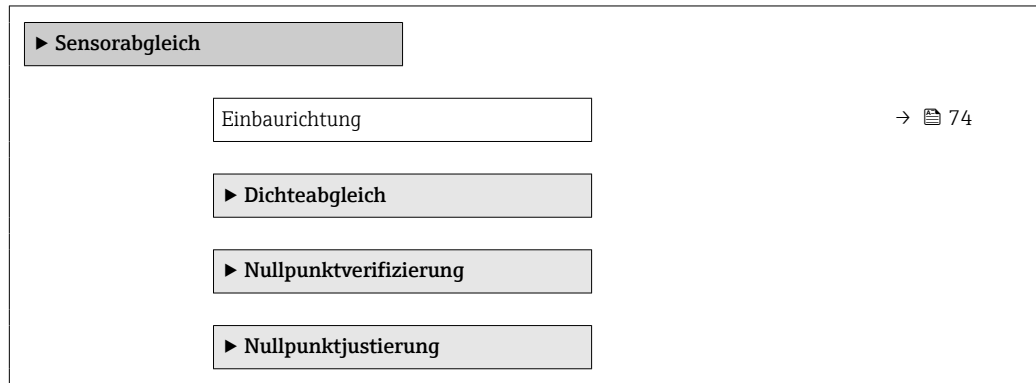 ▶ Sensorabgleich
Einbaurichtung → 74
▶ Dichteabgleich
▶ Nullpunktverifizierung
▶ Nullpunktjustierung